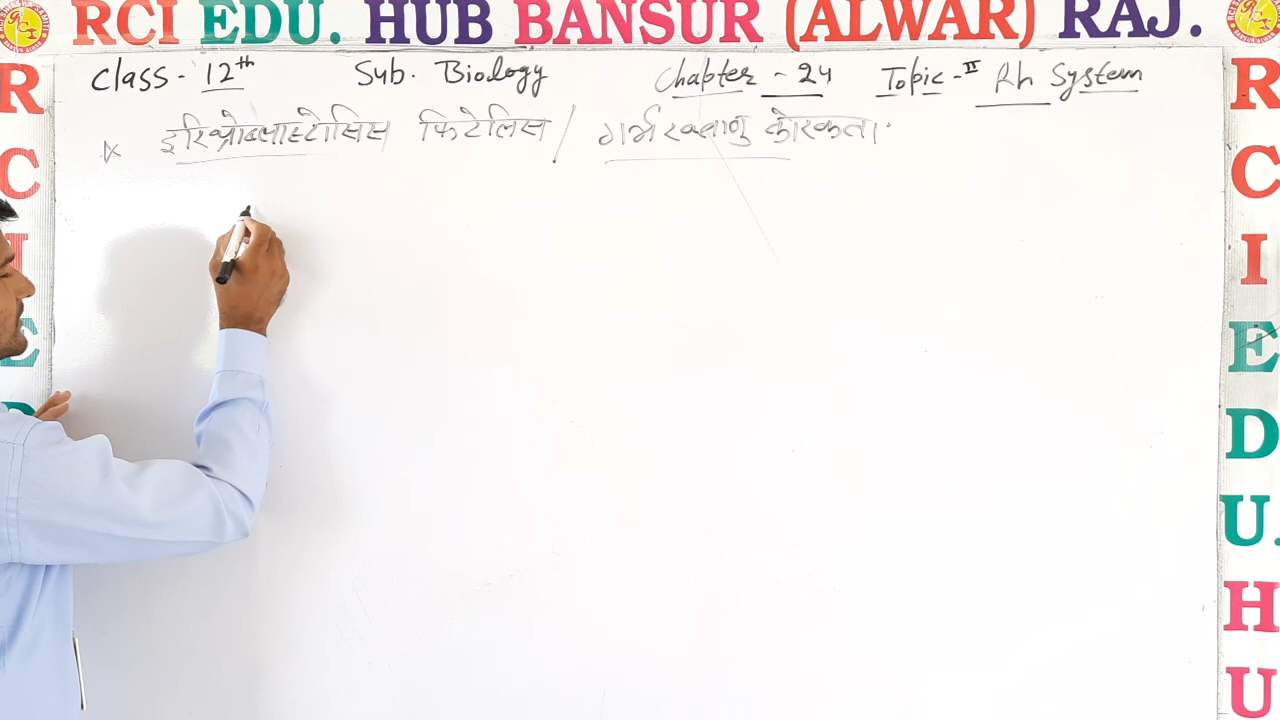 RCI EDU. HUB BANSUR (ALWAR) RAJ.
Class - 12th Sub. Biology Chapter - 24 Topic - II Rh System
इरिथ्रोब्लास्टोसिस फिटेलिस / गर्भ रक्ताणु कोरकता।
R
C
I
E
D
R
C
I
E
D
U.
H
U